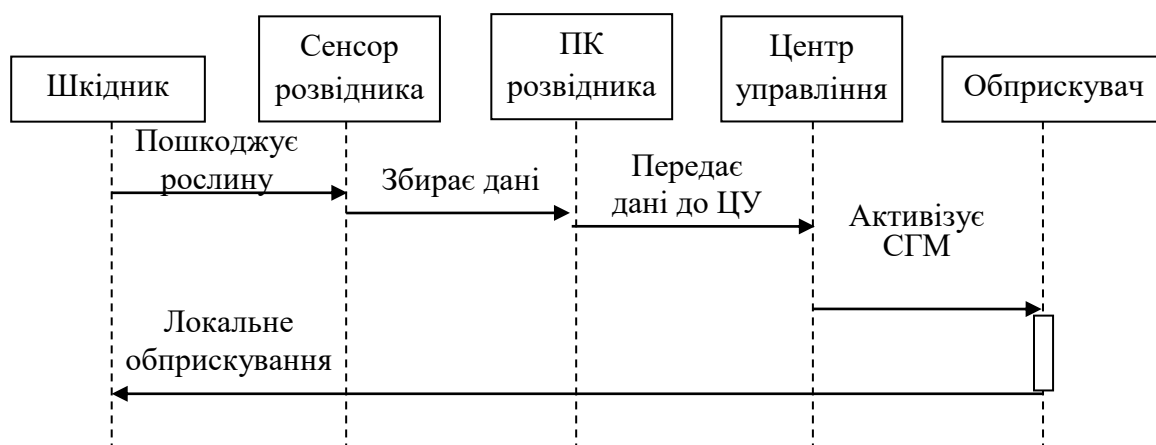 Шкідник
Сенсор
розвідника
ПК
розвідника
Центр
управління
Обприскувач
Пошкоджує
рослину
Збирає дані
Передає
дані до ЦУ
Активізує
СГМ
Локальне
обприскування